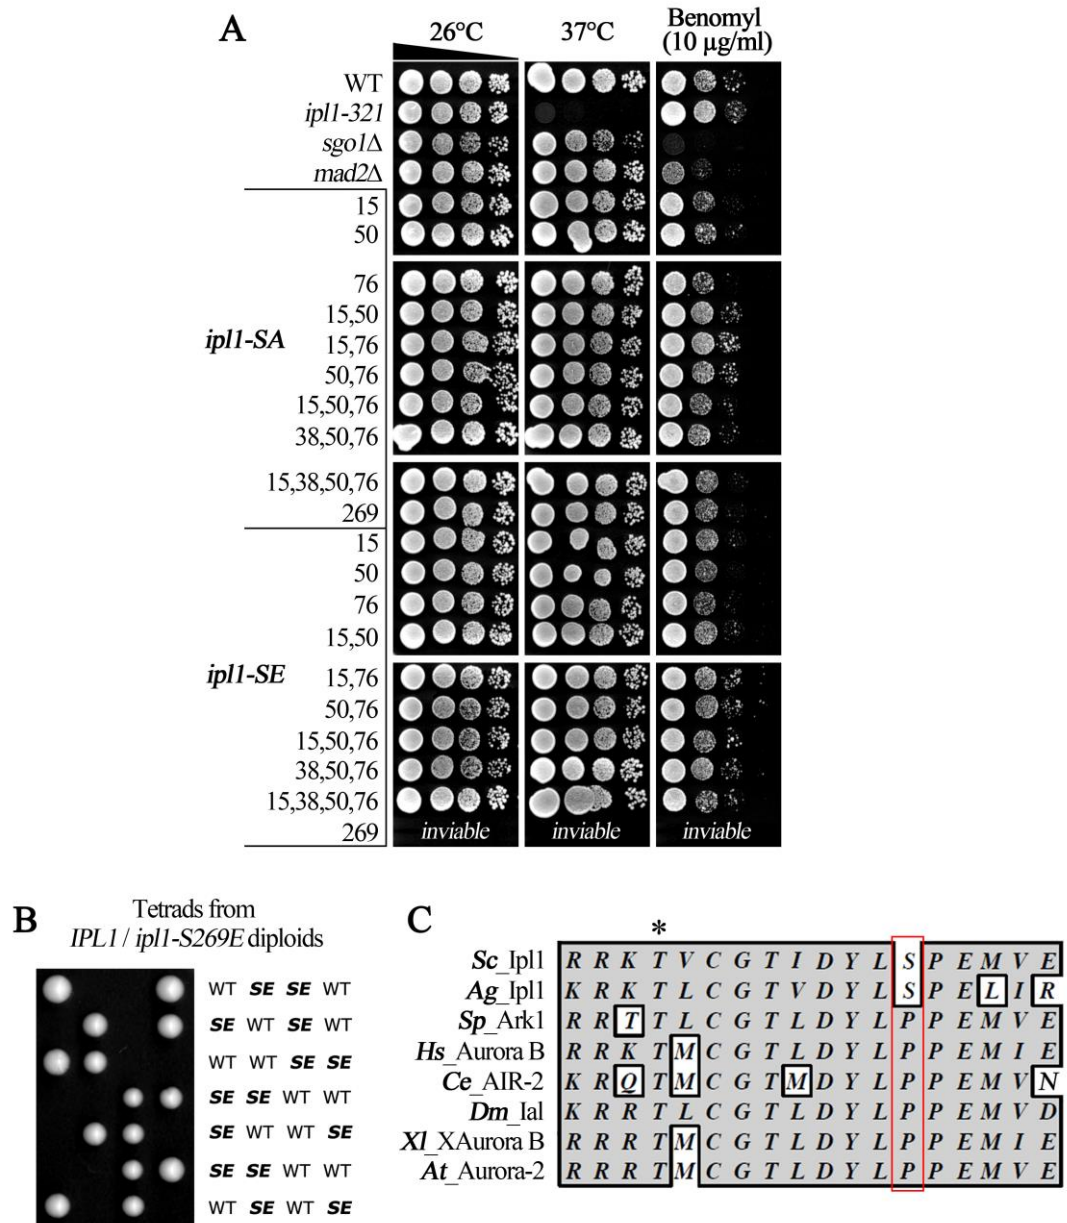 A
26°C
37°C
Benomyl
(10 µg/ml)
WT
ipl1-321
sgo1Δ
mad2Δ
15
50
76
15,50
ipl1-SA
15,76
50,76
15,50,76
38,50,76
15,38,50,76
269
15
50
76
15,50
ipl1-SE
15,76
50,76
15,50,76
38,50,76
15,38,50,76
269 inviable inviable inviable
B
Tetrads from
IPL1 / ipl1-S269E diploids
WT SE SE WT
SE WT SE WT
WT WT SE SE
SE SE WT WT
SE WT WT SE
SE SE WT WT
WT SE WT SE
C
*
Sc_Ipl1 R R K T V C G T I D Y L S P E M V E
Ag_Ipl1 K R K T L C G T V D Y L S P E L I R
Sp_Ark1 R R T T L C G T L D Y L P P E M V E
Hs_Aurora B R R K T M C G T L D Y L P P E M I E
Ce_AIR-2 K R Q T M C G T M D Y L P P E M V N
Dm_Ial K R R T L C G T L D Y L P P E M V D
Xl_XAurora B R R R T M C G T L D Y L P P E M I E
At_Aurora-2 R R R T M C G T L D Y L P P E M V E